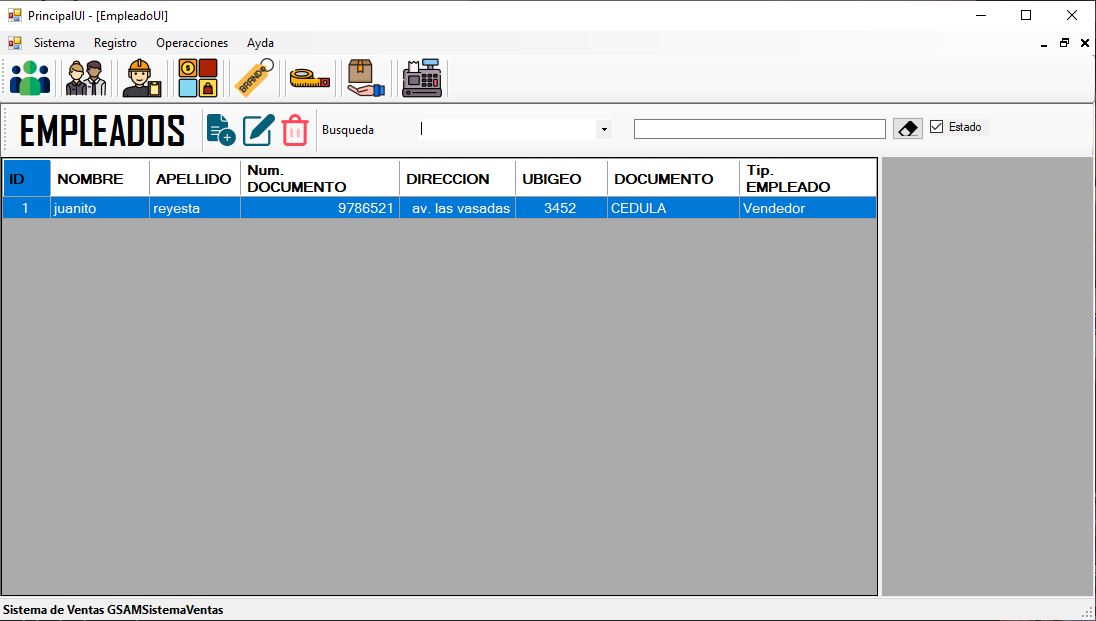 PrincipalUI - [EmpleadoUI]
Sistema Registro Operacciones Ayda
BRAND
EMPLEADOS Busqueda Estado
ID NOMBRE APELLIDO Num. DOCUMENTO DIRECCION UBIGEO DOCUMENTO Tip. EMPLEADO
1 juanito reyesta 9786521 av. las vasadas 3452 CEDULA Vendedor
Sistema de Ventas GSAMSistemaVentas